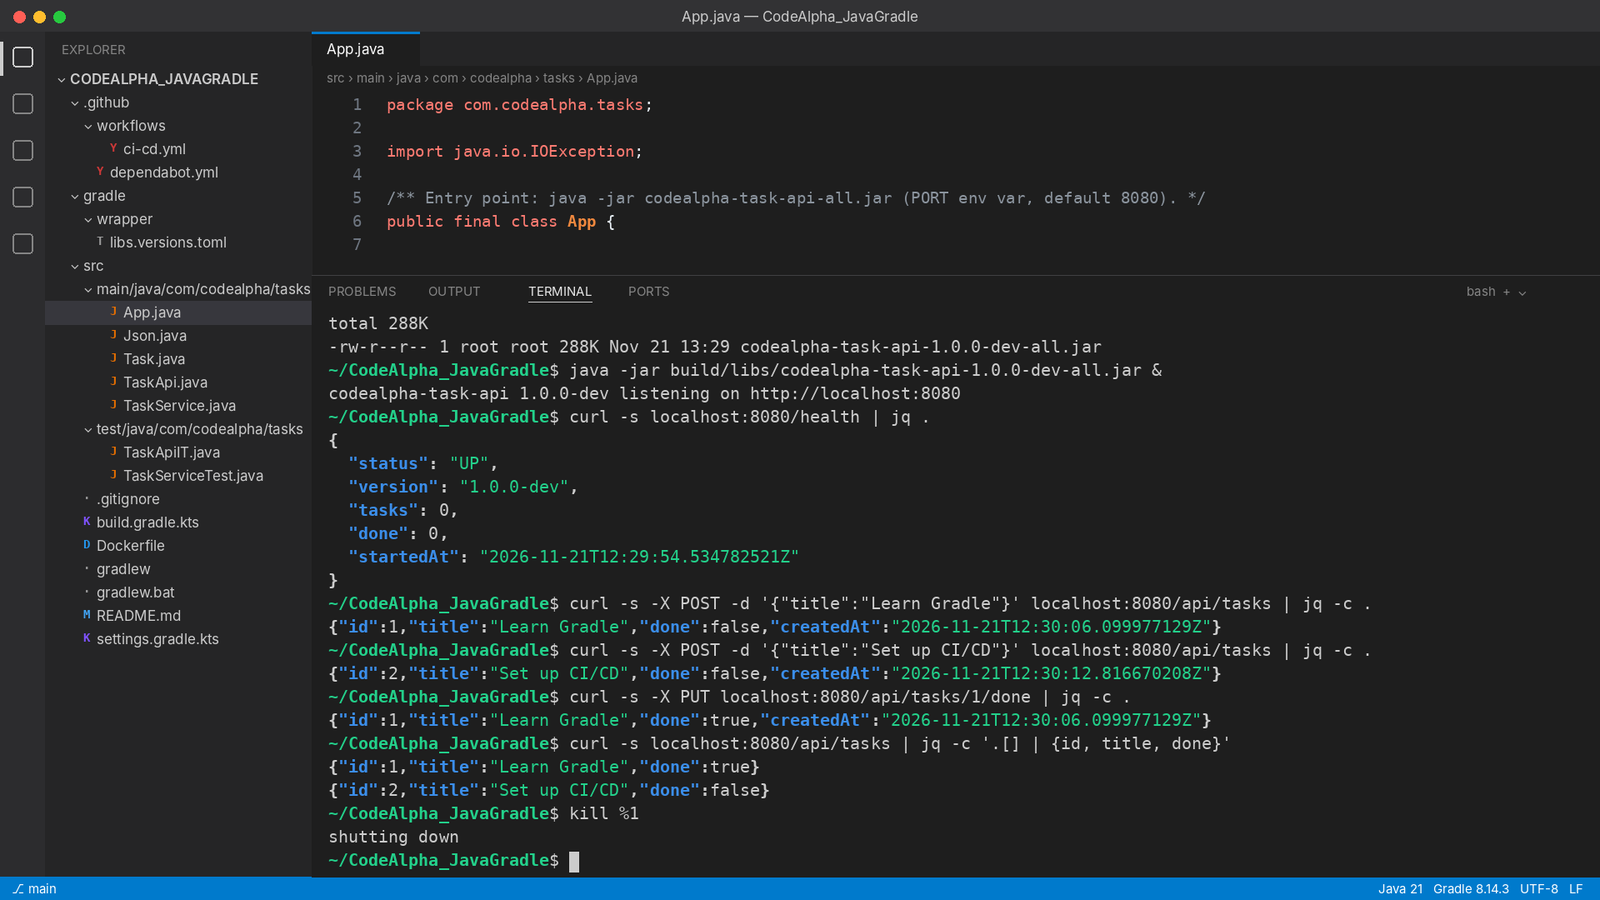 App.java — CodeAlpha_JavaGradle
EXPLORER
CODEALPHA_JAVAGRADLE
.github
workflows
Y ci-cd.yml
Y dependabot.yml
gradle
wrapper
T libs.versions.toml
src
main/java/com/codealpha/tasks
J App.java
J Json.java
J Task.java
J TaskApi.java
J TaskService.java
test/java/com/codealpha/tasks
J TaskApiIT.java
J TaskServiceTest.java
.gitignore
K build.gradle.kts
D Dockerfile
gradlew
gradlew.bat
M README.md
K settings.gradle.kts
App.java
src › main › java › com › codealpha › tasks › App.java
1 package com.codealpha.tasks;
2
3 import java.io.IOException;
4
5 /** Entry point: java -jar codealpha-task-api-all.jar (PORT env var, default 8080). */
6 public final class App {
7
PROBLEMS OUTPUT TERMINAL PORTS bash +
total 288K
-rw-r--r-- 1 root root 288K Nov 21 13:29 codealpha-task-api-1.0.0-dev-all.jar
~/CodeAlpha_JavaGradle$ java -jar build/libs/codealpha-task-api-1.0.0-dev-all.jar &
codealpha-task-api 1.0.0-dev listening on http://localhost:8080
~/CodeAlpha_JavaGradle$ curl -s localhost:8080/health | jq .
{
"status": "UP",
"version": "1.0.0-dev",
"tasks": 0,
"done": 0,
"startedAt": "2026-11-21T12:29:54.534782521Z"
}
~/CodeAlpha_JavaGradle$ curl -s -X POST -d '{"title":"Learn Gradle"}' localhost:8080/api/tasks | jq -c .
{"id":1,"title":"Learn Gradle","done":false,"createdAt":"2026-11-21T12:30:06.099977129Z"}
~/CodeAlpha_JavaGradle$ curl -s -X POST -d '{"title":"Set up CI/CD"}' localhost:8080/api/tasks | jq -c .
{"id":2,"title":"Set up CI/CD","done":false,"createdAt":"2026-11-21T12:30:12.816670208Z"}
~/CodeAlpha_JavaGradle$ curl -s -X PUT localhost:8080/api/tasks/1/done | jq -c .
{"id":1,"title":"Learn Gradle","done":true,"createdAt":"2026-11-21T12:30:06.099977129Z"}
~/CodeAlpha_JavaGradle$ curl -s localhost:8080/api/tasks | jq -c '.[] | {id, title, done}'
{"id":1,"title":"Learn Gradle","done":true}
{"id":2,"title":"Set up CI/CD","done":false}
~/CodeAlpha_JavaGradle$ kill %1
shutting down
~/CodeAlpha_JavaGradle$
main Java 21 Gradle 8.14.3 UTF-8 LF